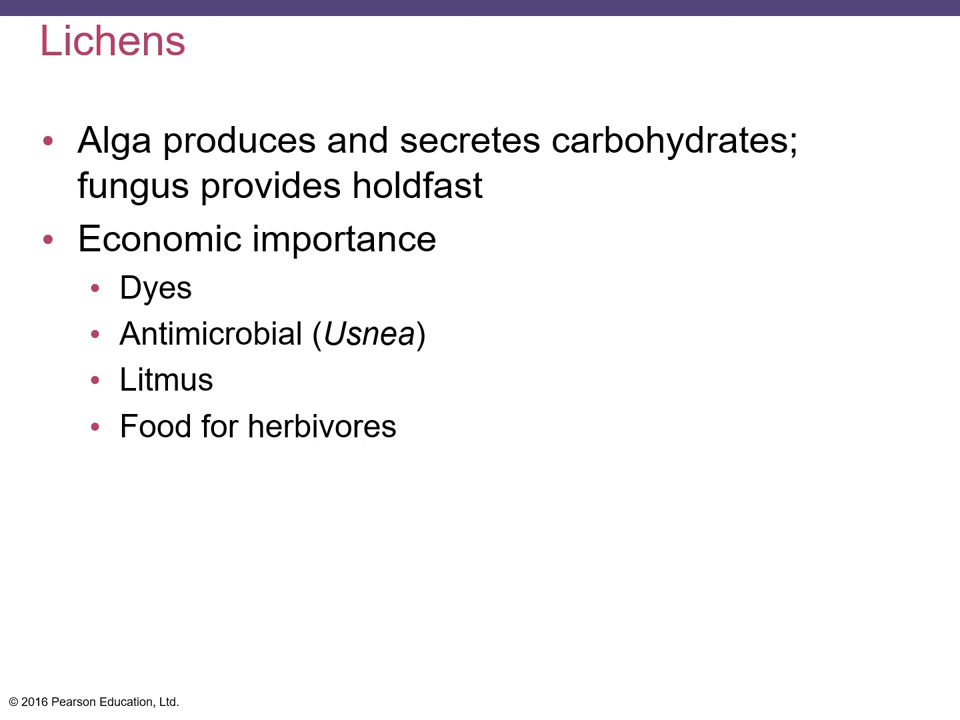 Lichens
• Alga produces and secretes carbohydrates;
fungus provides holdfast
• Economic importance
• Dyes
• Antimicrobial (Usnea)
• Litmus
• Food for herbivores
© 2016 Pearson Education, Ltd.